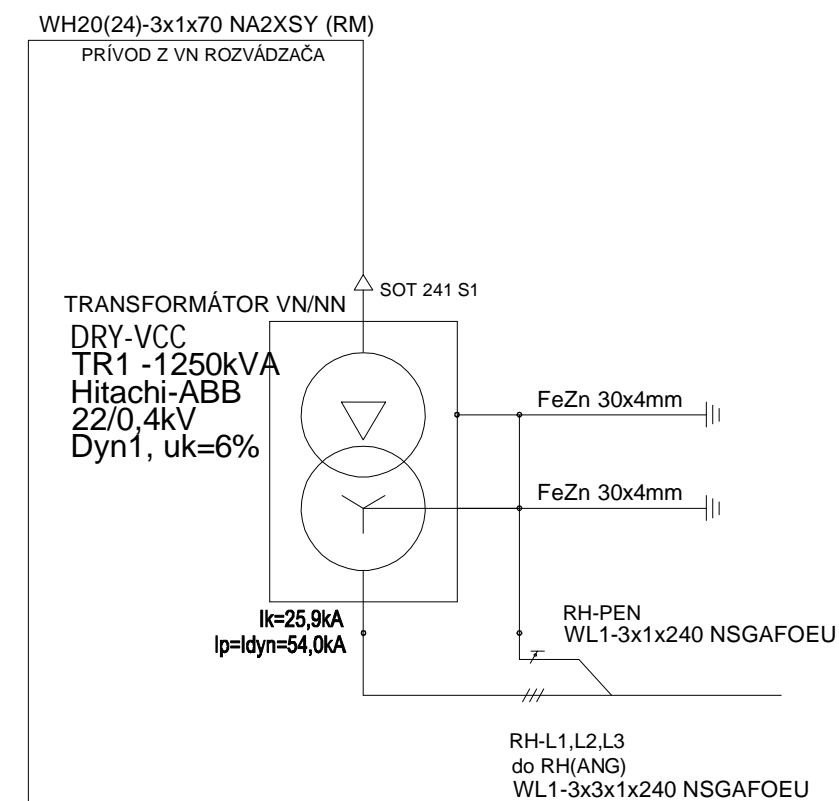 WH20(24)-3x1x70 NA2XSY (RM)
PRÍVOD Z VN ROZVÁDZAČA
SOT 241 S1
TRANSFORMÁTOR VN/NN
DRY-VCC
TR1 -1250kVA
Hitachi-ABB
22/0,4kV
Dyn1, uk=6%
FeZn 30x4mm
FeZn 30x4mm
Ik=25,9kA
Ip=Idyn=54,0kA
RH-PEN
WL1-3x1x240 NSGAFOEU
RH-L1,L2,L3
do RH(ANG)
WL1-3x3x1x240 NSGAFOEU